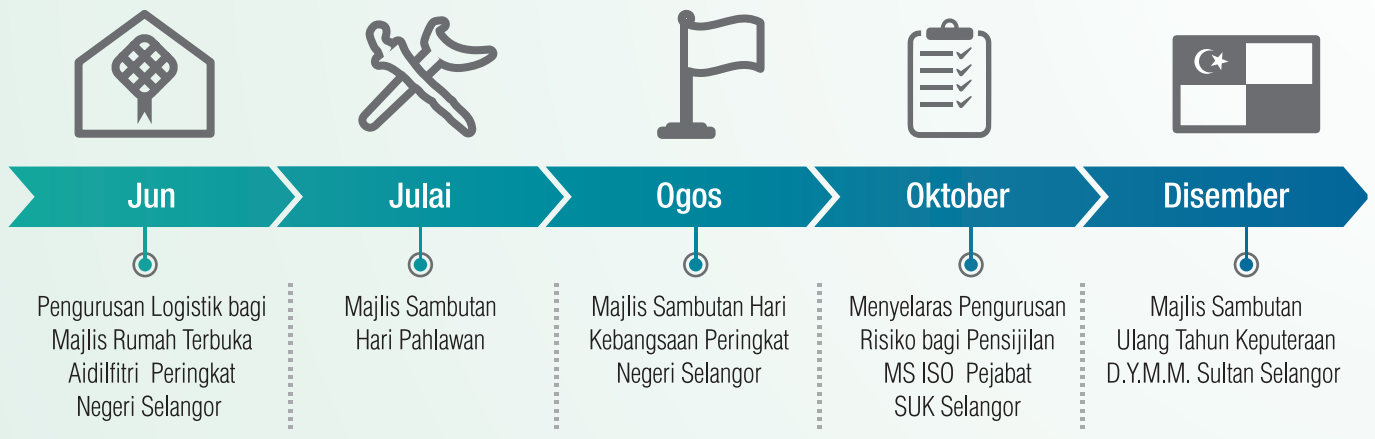 Jun
Julai
Ogos
Oktober
Disember
Pengurusan Logistik bagi
Majlis Rumah Terbuka
Aidilfitri Peringkat
Negeri Selangor
Majlis Sambutan
Hari Pahlawan
Majlis Sambutan Hari
Kebangsaan Peringkat
Negeri Selangor
Menyelaras Pengurusan
Risiko bagi Pensijilan
MS ISO Pejabat
SUK Selangor
Majlis Sambutan
Ulang Tahun Keputeraan
D.Y.M.M. Sultan Selangor